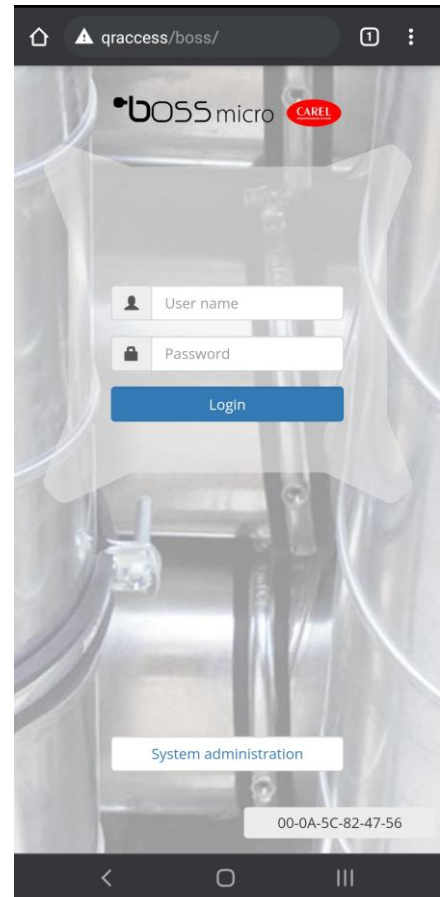 qraccess/boss/
1
boss micro CAREL
User name
Password
Login
System administration
00-0A-5C-82-47-56